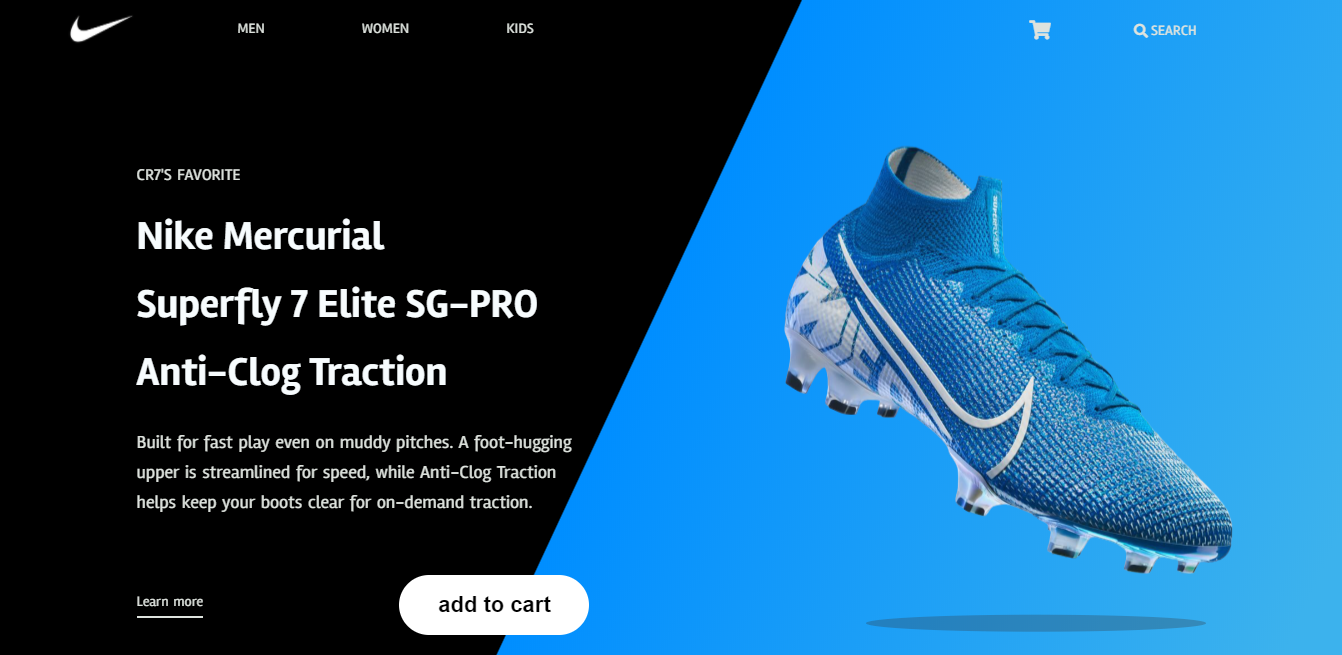 MEN
WOMEN
KIDS
SEARCH
CR7'S FAVORITE
Nike Mercurial
Superfly 7 Elite SG-PRO
Anti-Clog Traction
Built for fast play even on muddy pitches. A foot-hugging
upper is streamlined for speed, while Anti-Clog Traction
helps keep your boots clear for on-demand traction.
Learn more
add to cart